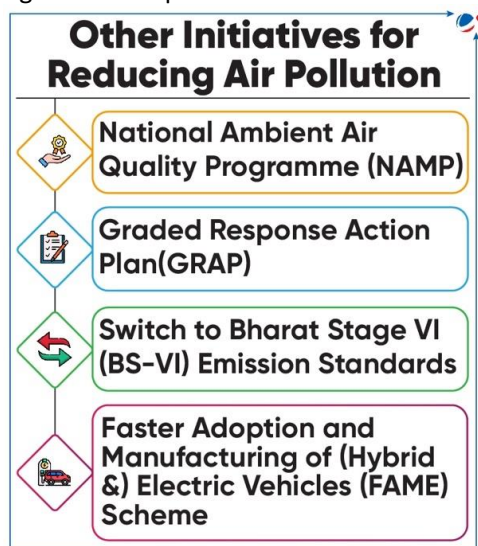 Other Initiatives for
Reducing Air Pollution
National Ambient Air
Quality Programme (NAMP)
Graded Response Action
Plan(GRAP)
Switch to Bharat Stage VI
(BS-VI) Emission Standards
Faster Adoption and
Manufacturing of (Hybrid
&) Electric Vehicles (FAME)
Scheme